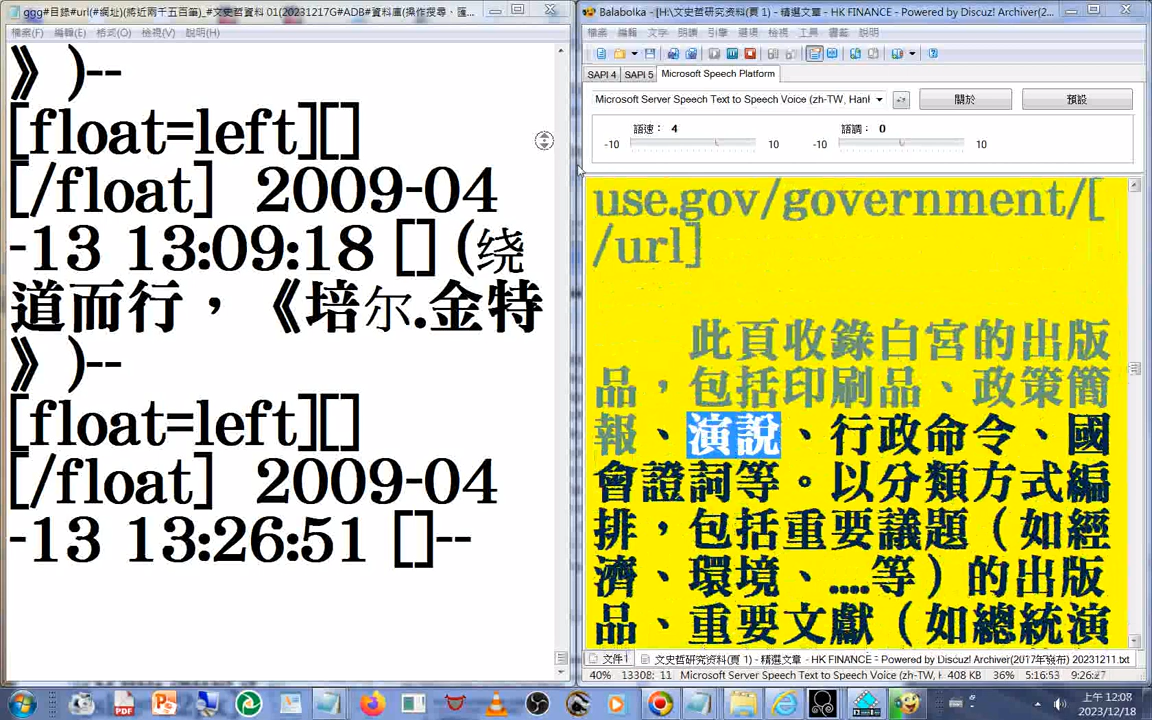 ggg#目錄#url(#網址)(將近兩千五百筆)_#文史哲資料 01(20231217G#ADB#資料庫(操作搜尋、匯...
檔案(F) 編輯(E) 格式(O) 檢視(V) 說明(H)
》 )--
[float=left][]
[/float] 2009-04
-13 13:09:18 [] (绕
道而行，《培尔.金特
》 )--
[float=left][]
[/float] 2009-04
-13 13:26:51 []--
Balabolka - [H:\文史哲研究资料(頁 1) - 精選文章 - HK FINANCE - Powered by Discuz! Archiver(2...
檔案 編輯 文字 朗讀 引擎 選項 檢視 工具 書籤 說明
SAPI 4 SAPI 5 Microsoft Speech Platform
Microsoft Server Speech Text to Speech Voice (zh-TW, Hanl
關於 預設
語速： 4 語調： 0
-10 10 -10 10
use.gov/government/[
/url]
此頁收錄白宮的出版
品，包括印刷品、政策簡
報、演說、行政命令、國
會證詞等。以分類方式編
排，包括重要議題（如經
濟、環境、....等）的出版
品、重要文獻（如總統演
文件1 文史哲研究资料(頁 1) - 精選文章 - HK FINANCE - Powered by Discuz! Archiver(2017年發布) 20231211.txt
40% 13308: 11 Microsoft Server Speech Text to Speech Voice (zh-TW, 408 KB 36% 5:16:53 9:26:27
上午 12:08
2023/12/18